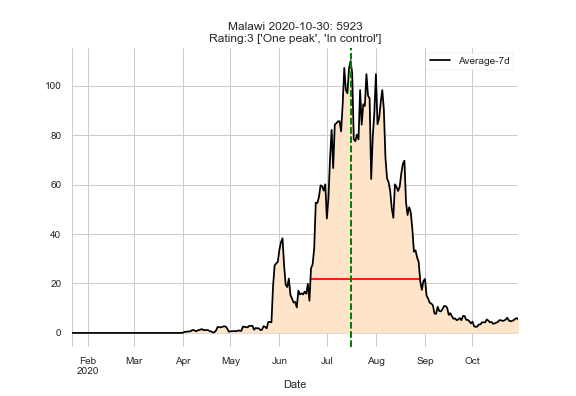 Malawi 2020-10-30: 5923
Rating:3 ['One peak', 'In control']
Average-7d
100
80
60
40
20
0
Feb Mar Apr May Jun Jul Aug Sep Oct
2020
Date